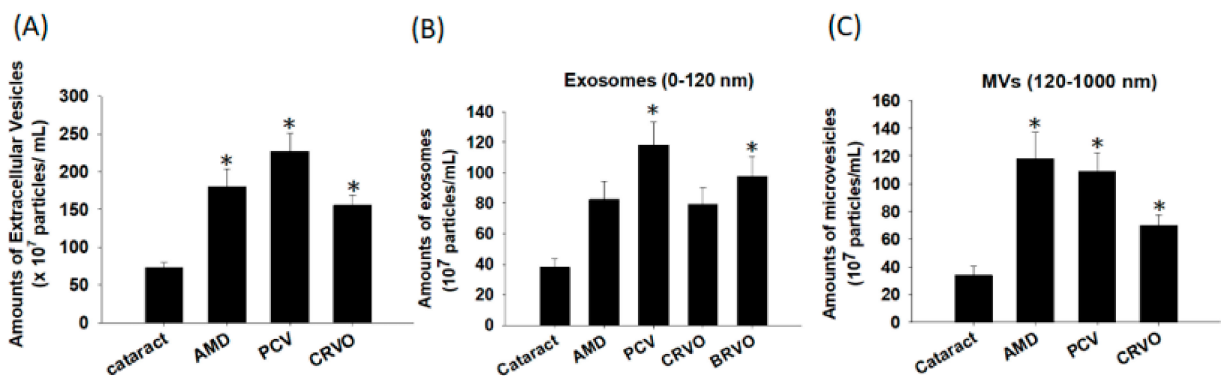 (A)
Amounts of Extracellular Vesicles
(x 10⁷ particles/ mL)
300
250
200
150
100
50
0
*
*
*
cataract
AMD
PCV
CRVO
(B)
Exosomes (0-120 nm)
Amounts of exosomes
(10⁷ particles/mL)
140
120
100
80
60
40
20
0
*
*
Cataract
AMD
PCV
CRVO
BRVO
(C)
MVs (120-1000 nm)
Amounts of microvesicles
(10⁷ particles/mL)
160
140
120
100
80
60
40
20
0
*
*
*
Cataract
AMD
PCV
CRVO